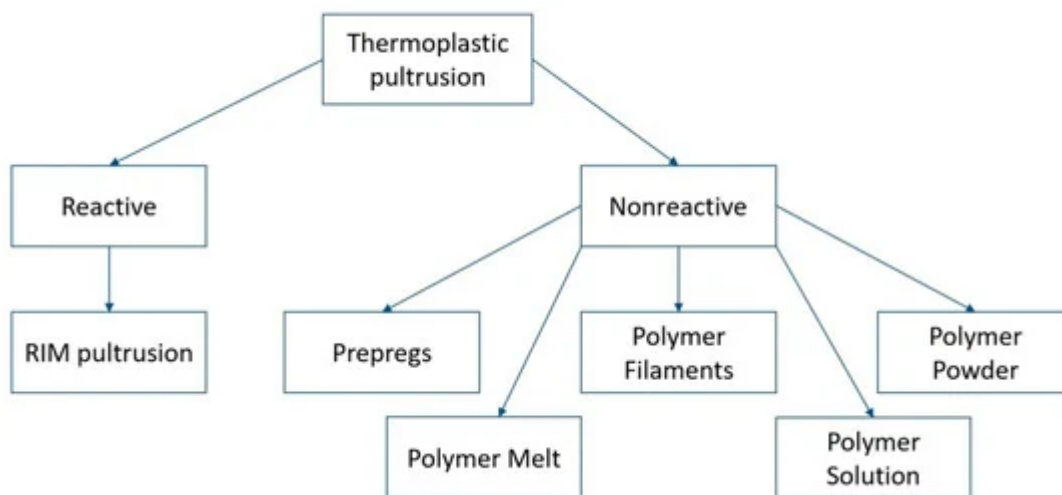 Thermoplastic
pultrusion
Reactive
Nonreactive
RIM pultrusion
Prepregs
Polymer
Filaments
Polymer
Powder
Polymer Melt
Polymer
Solution